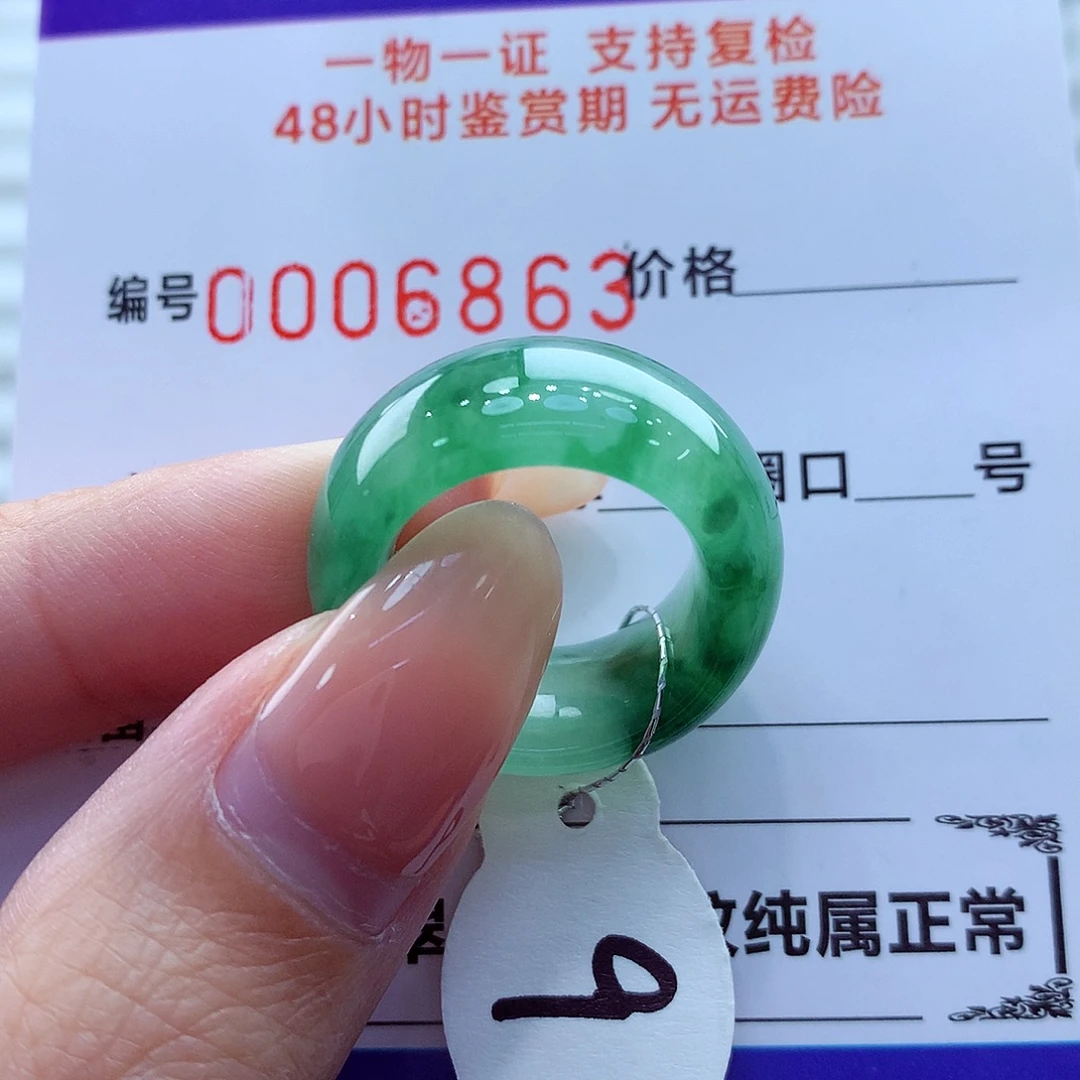 一物一证 支持复检
48小时鉴赏期 无运费险
编号0006863价格
圈口 号
纯属正常
9